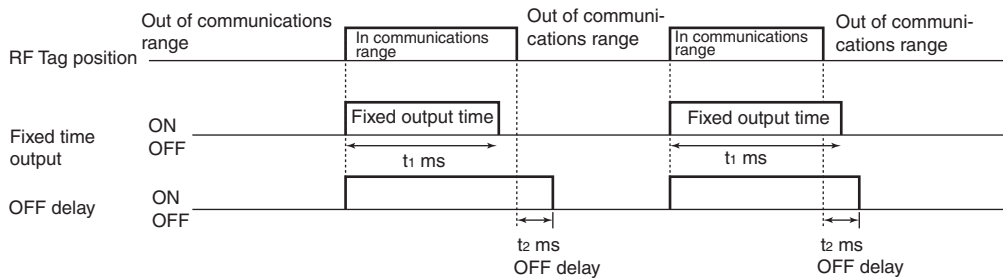 Out of communications
range
In communications
range
Out of communi-
cations range
In communications
range
Out of communi-
cations range
RF Tag position
Fixed time
output
ON
OFF
Fixed output time
Fixed output time
t1 ms
t1 ms
OFF delay
ON
OFF
t2 ms
OFF delay
t2 ms
OFF delay